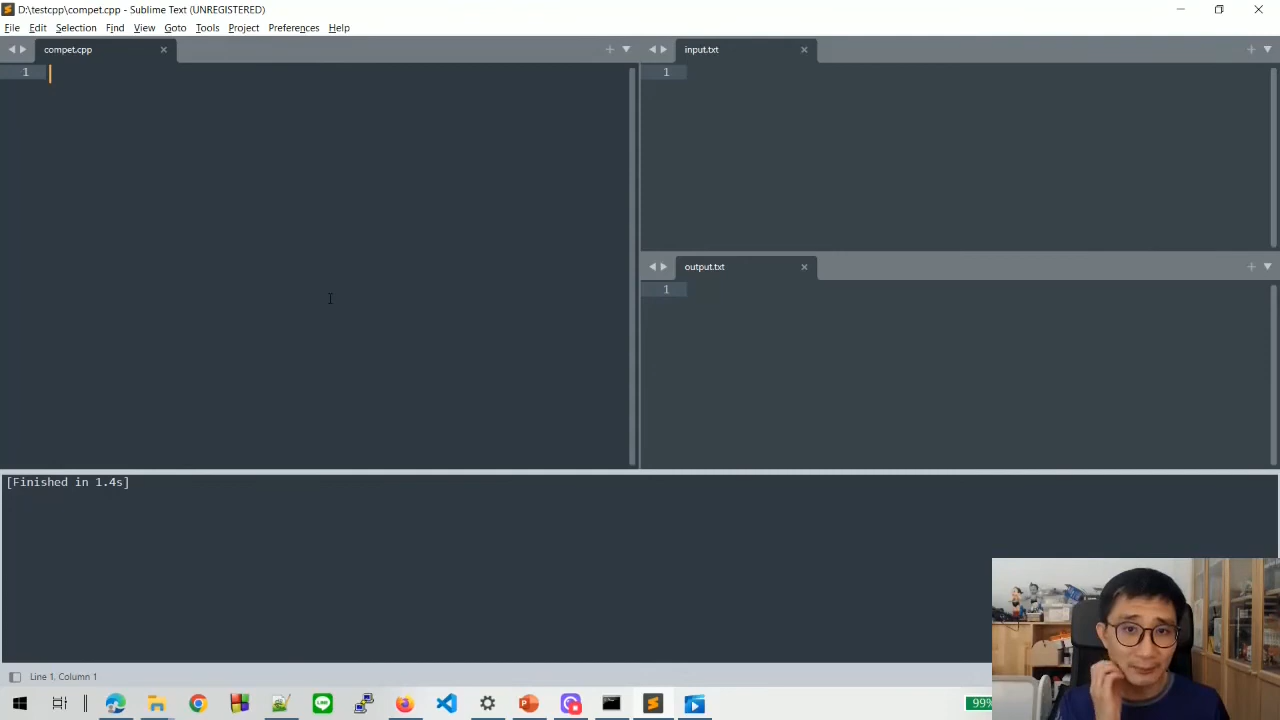 D:\testcpp\compet.cpp - Sublime Text (UNREGISTERED)
File Edit Selection Find View Goto Tools Project Preferences Help
compet.cpp
1
input.txt
1
output.txt
1
[Finished in 1.4s]
Line 1, Column 1
99%